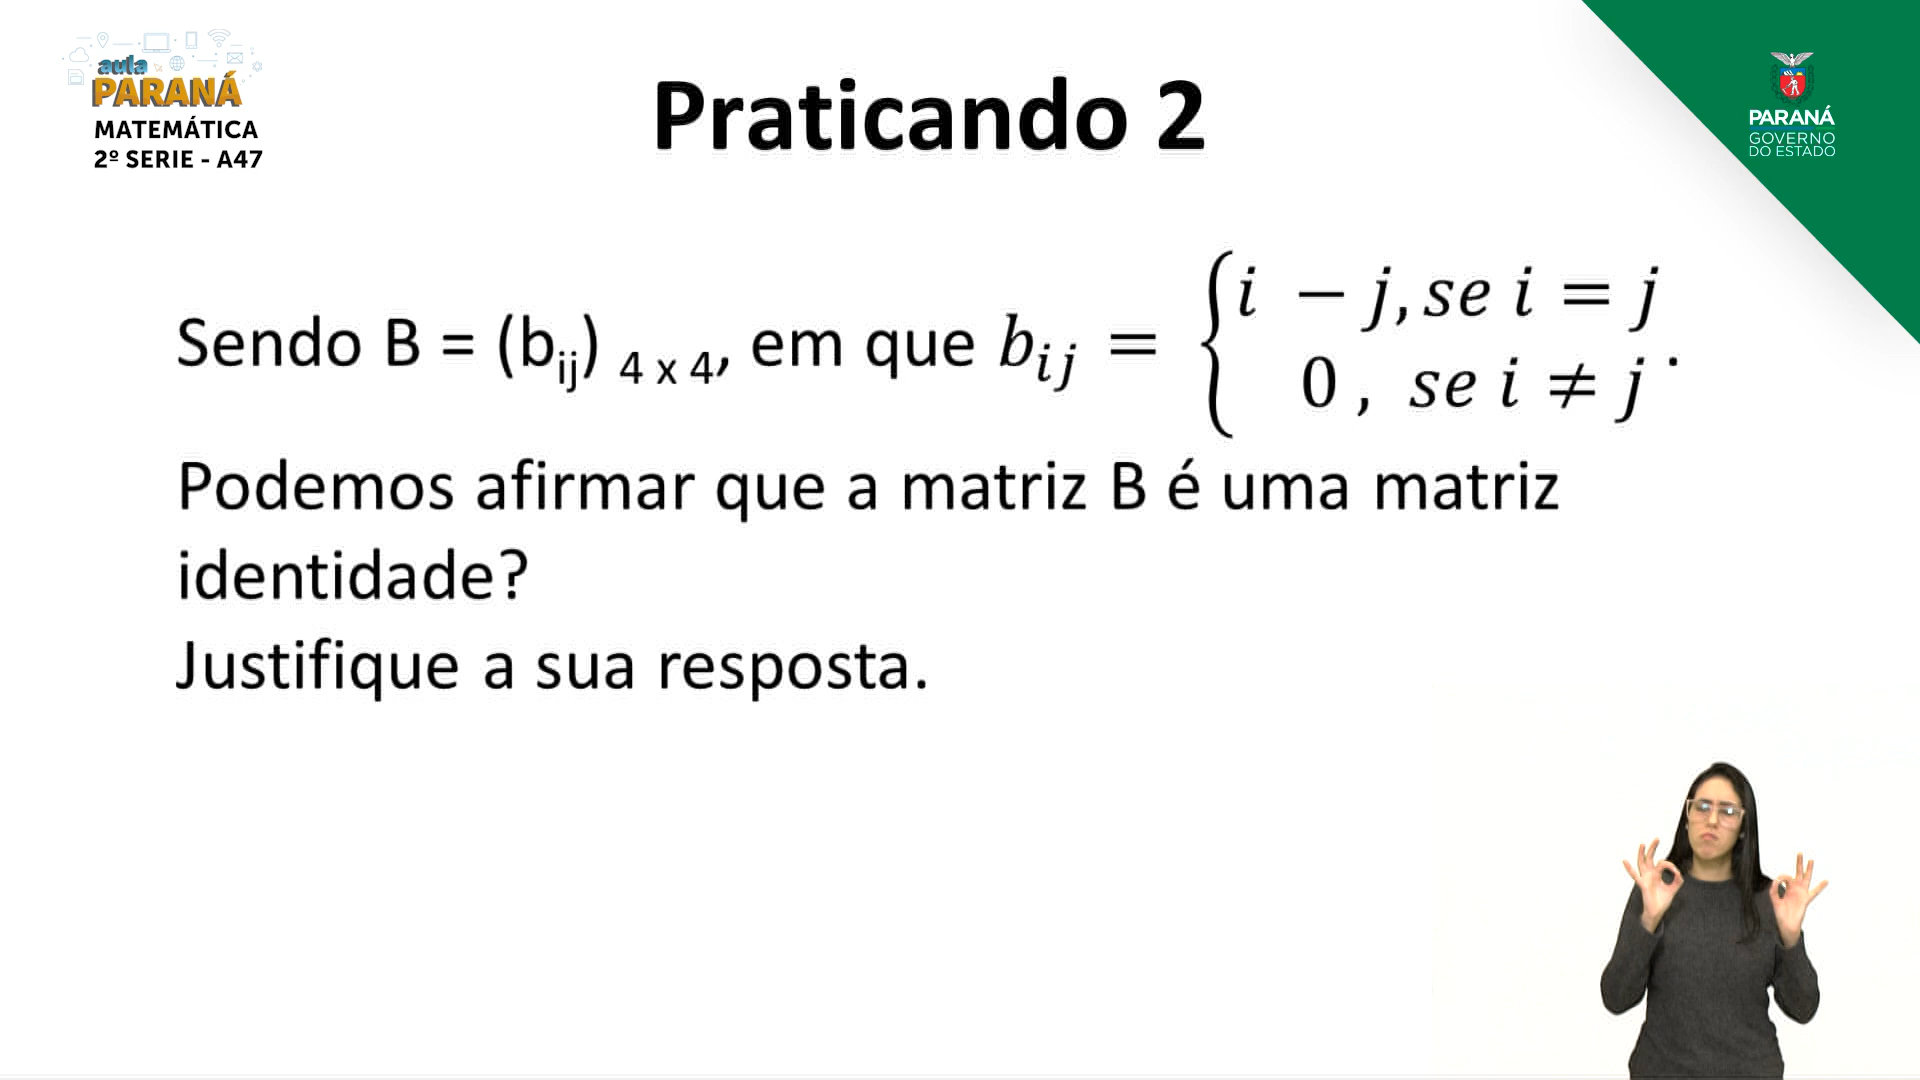 aula
PARANÁ
MATEMÁTICA
2º SERIE - A47
Praticando 2
PARANÁ
GOVERNO
DO ESTADO
Sendo B = (bij) 4 x 4, em que bij = { i - j, se i = j
0 , se i ≠ j .
Podemos afirmar que a matriz B é uma matriz
identidade?
Justifique a sua resposta.